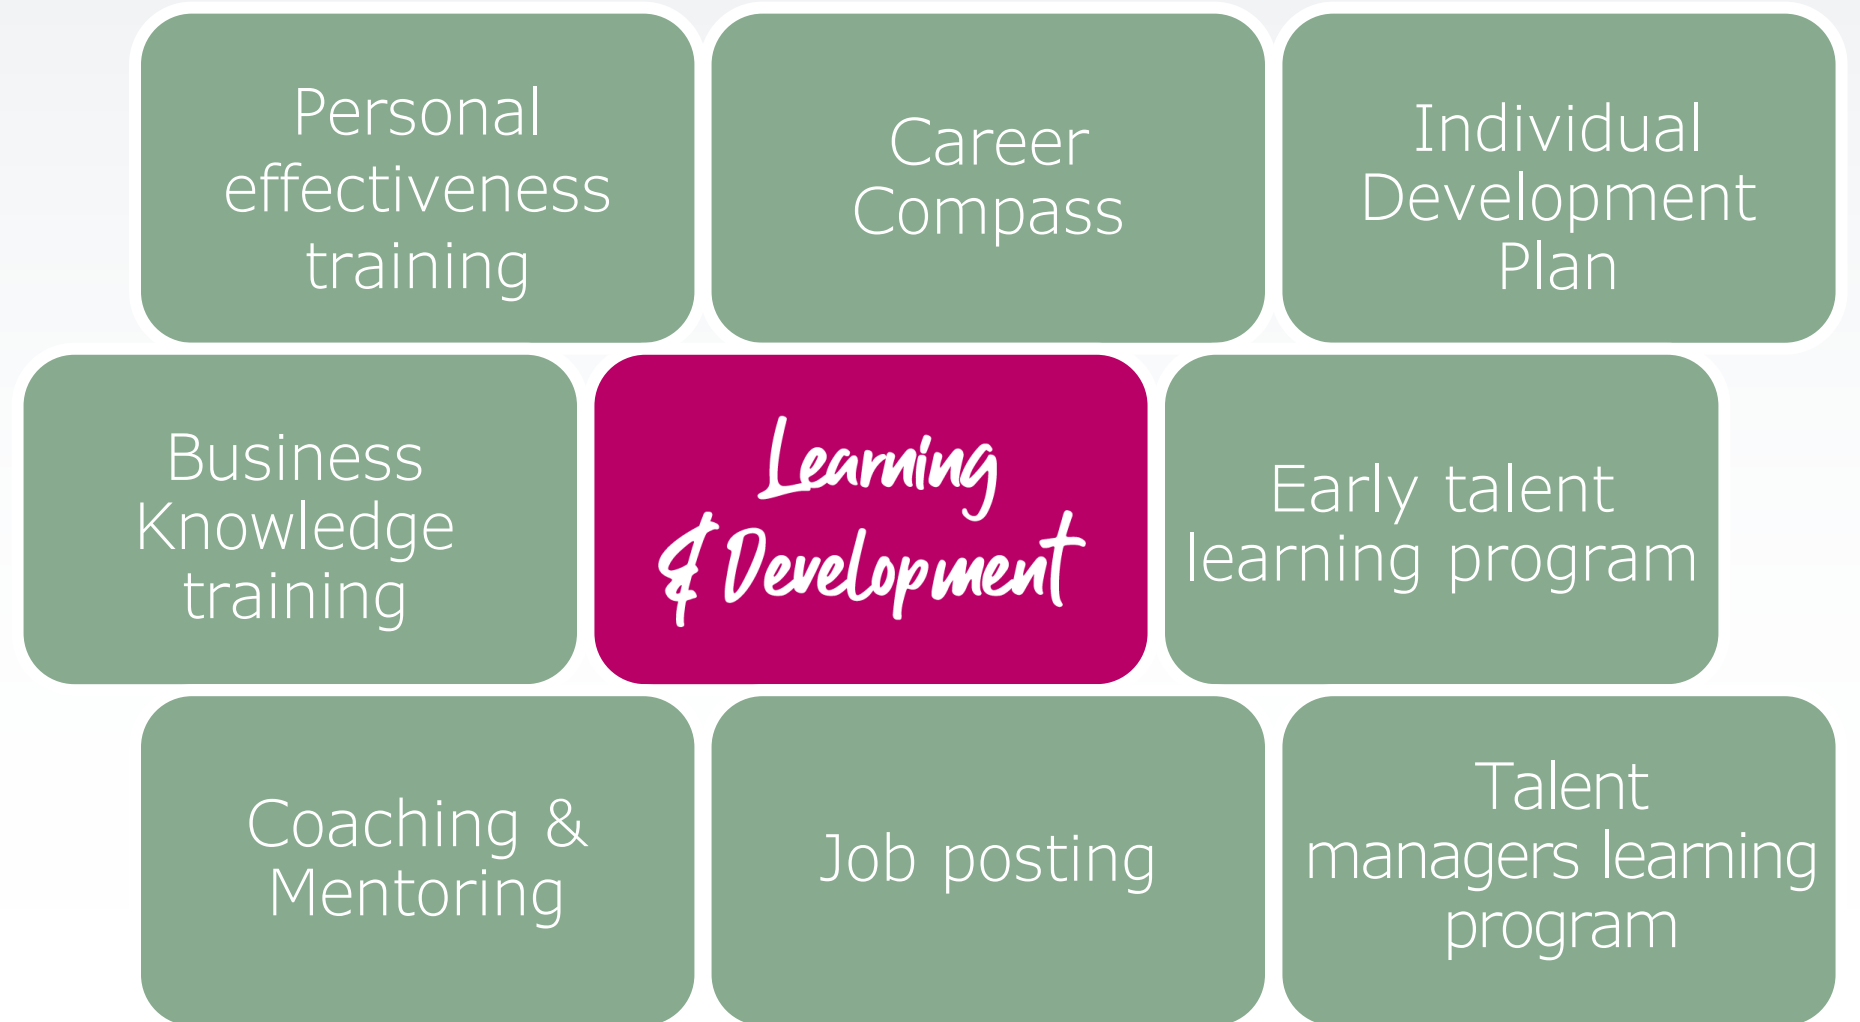 Personal
effectiveness
training
Career
Compass
Individual
Development
Plan
Business
Knowledge
training
Learning
& Development
Early talent
learning program
Coaching &
Mentoring
Job posting
Talent
managers learning
program